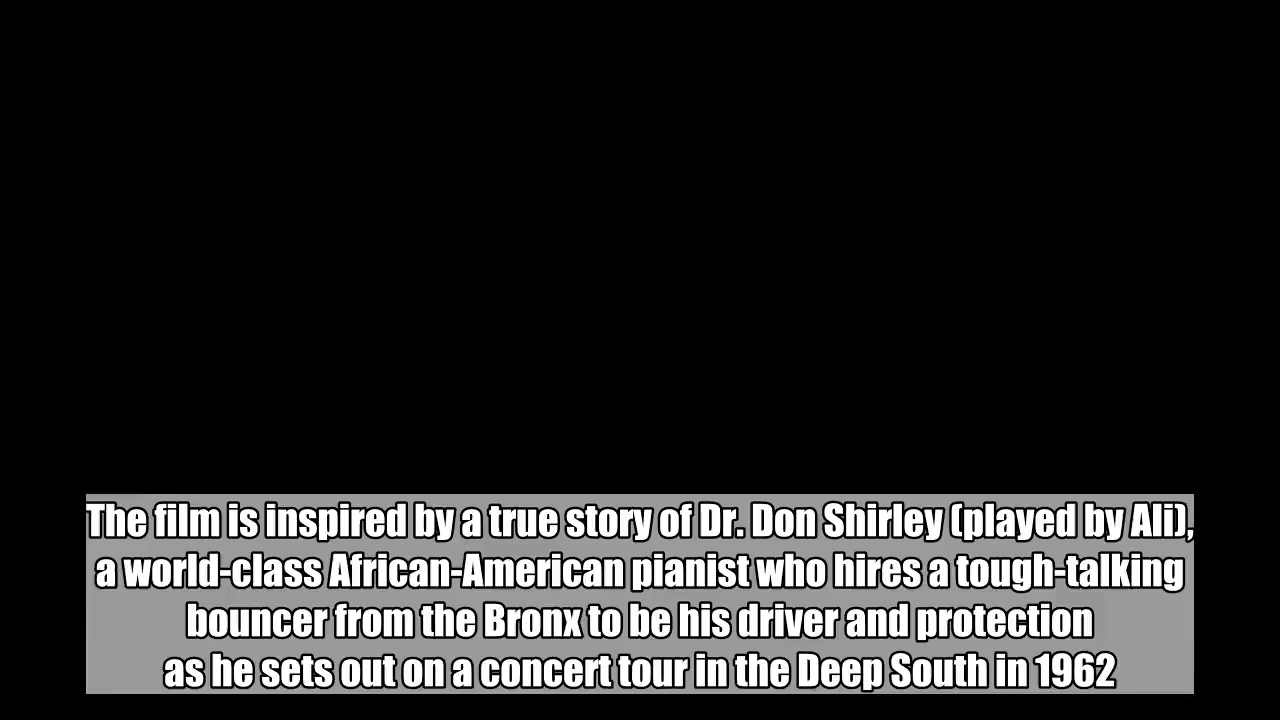 The film is inspired by a true story of Dr. Don Shirley (played by Ali),
a world-class African-American pianist who hires a tough-talking
bouncer from the Bronx to be his driver and protection
as he sets out on a concert tour in the Deep South in 1962